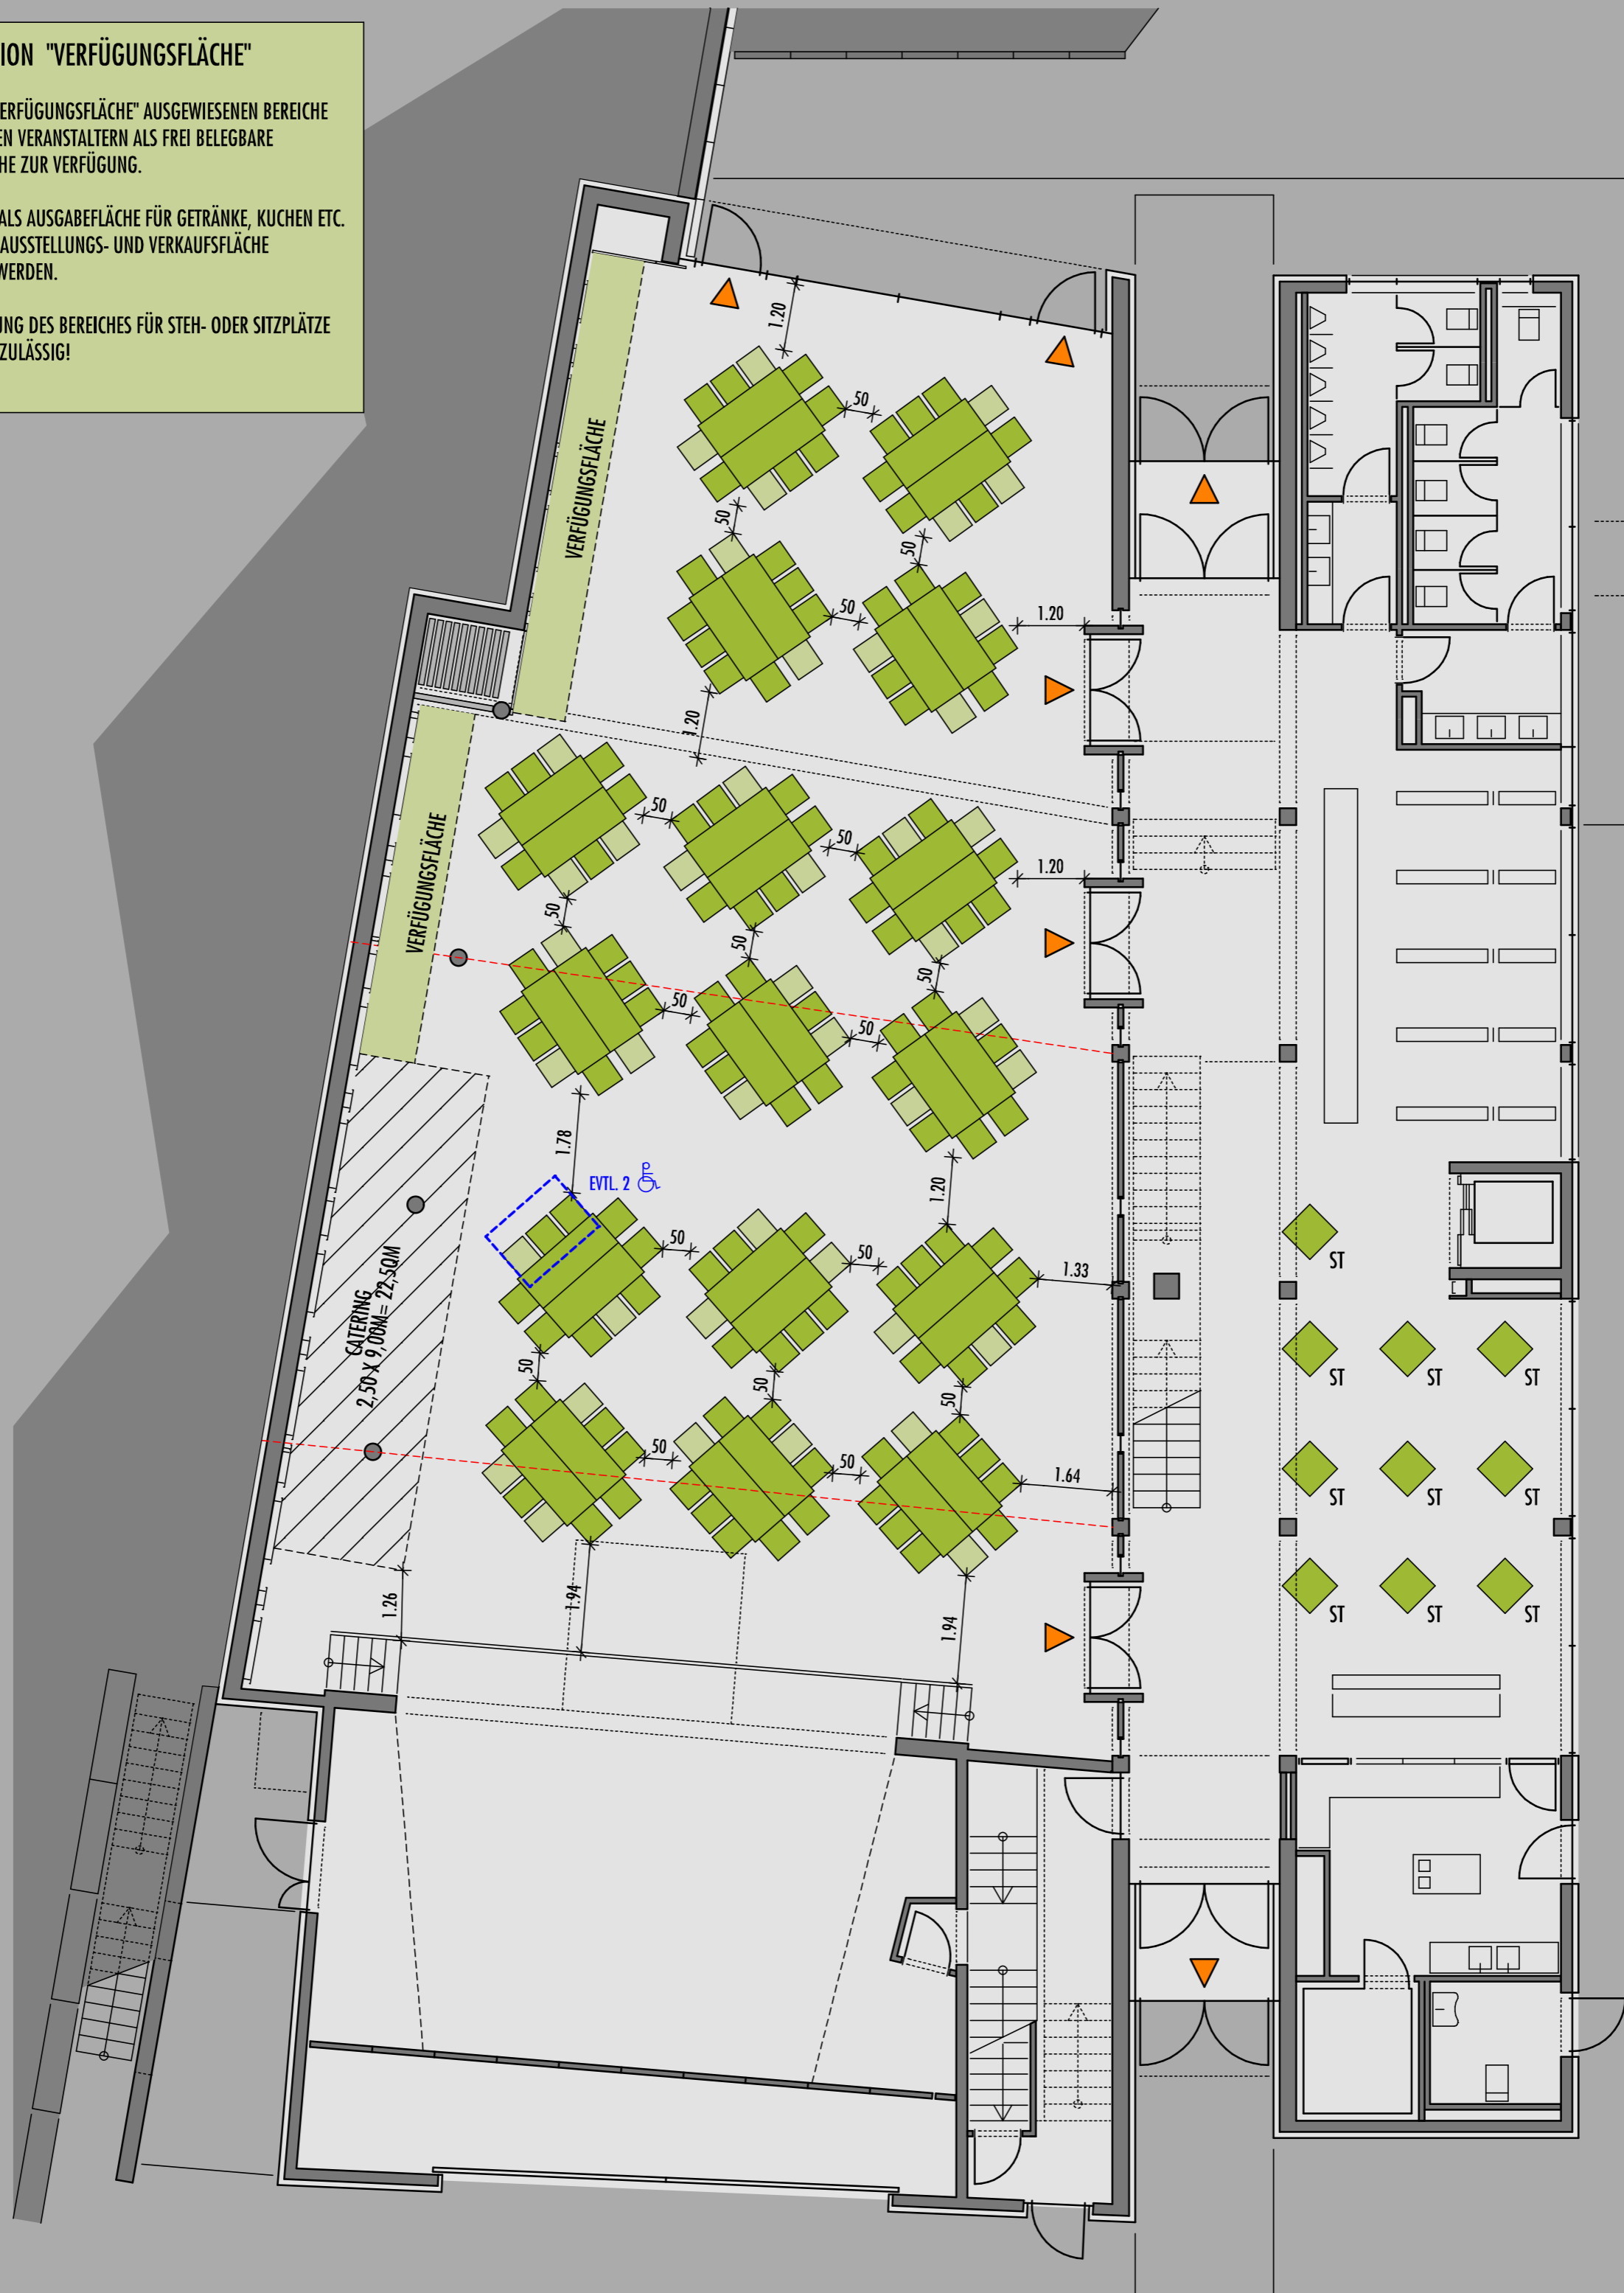 ION "VERFÜGUNGSFLÄCHE"
ERFÜGUNGSFLÄCHE" AUSGEWIESENEN BEREICHE
EN VERANSTALTERN ALS FREI BELEGBARE
HE ZUR VERFÜGUNG.
ALS AUSGABEFLÄCHE FÜR GETRÄNKE, KUCHEN ETC.
AUSSTELLUNGS- UND VERKAUFSFLÄCHE
WERDEN.
UNG DES BEREICHES FÜR STEH- ODER SITZPLÄTZE
ZULÄSSIG!
1.20
50
VERFÜGUNGSFLÄCHE
50
50
50
1.20
1.20
50
50
1.20
VERFÜGUNGSFLÄCHE
50
50
50
50
50
1.78
EVTL. 2
1.20
ST
50
50
1.33
CATERING
2,50 X 9,00M= 22,5QM
50
50
50
ST
ST
ST
50
50
1.64
ST
ST
ST
1.26
1.94
1.94
ST
ST
ST